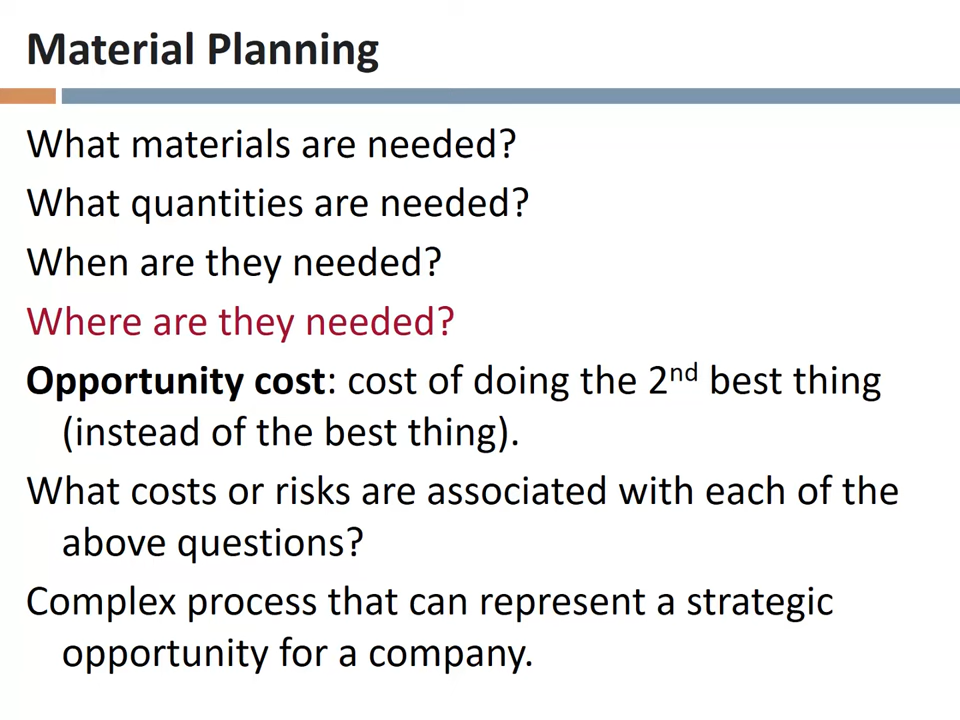 Material Planning
What materials are needed?
What quantities are needed?
When are they needed?
Where are they needed?
Opportunity cost: cost of doing the 2nd best thing
(instead of the best thing).
What costs or risks are associated with each of the
above questions?
Complex process that can represent a strategic
opportunity for a company.